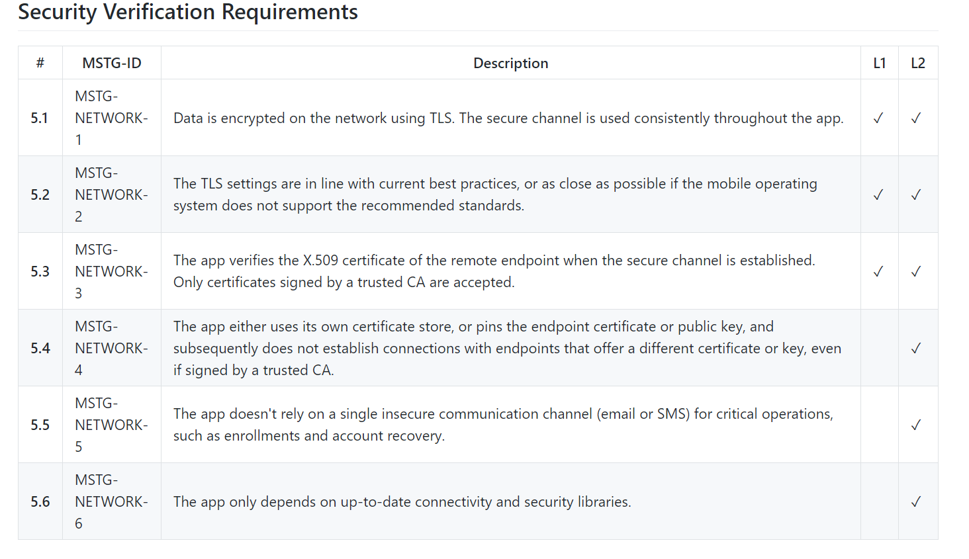 Security Verification Requirements
# MSTG-ID Description L1 L2
MSTG-
5.1 NETWORK- Data is encrypted on the network using TLS. The secure channel is used consistently throughout the app. ✓ ✓
1
MSTG-
5.2 NETWORK- The TLS settings are in line with current best practices, or as close as possible if the mobile operating
system does not support the recommended standards. ✓ ✓
2
MSTG-
5.3 NETWORK- The app verifies the X.509 certificate of the remote endpoint when the secure channel is established.
Only certificates signed by a trusted CA are accepted. ✓ ✓
3
MSTG-
5.4 NETWORK- The app either uses its own certificate store, or pins the endpoint certificate or public key, and
subsequently does not establish connections with endpoints that offer a different certificate or key, even
if signed by a trusted CA. ✓
4
MSTG-
5.5 NETWORK- The app doesn't rely on a single insecure communication channel (email or SMS) for critical operations,
such as enrollments and account recovery. ✓
5
MSTG-
5.6 NETWORK- The app only depends on up-to-date connectivity and security libraries. ✓
6